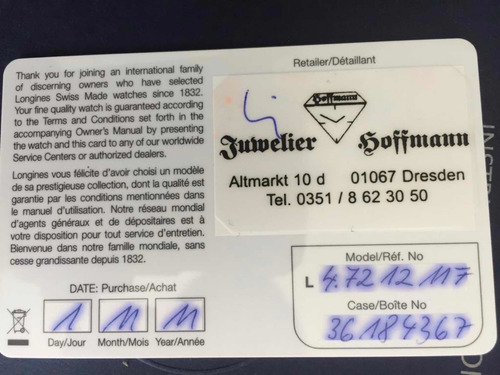 Thank you for joining an international family
of discerning owners who have selected
Longines Swiss Made watches since 1832.
Your fine quality watch is guaranteed according
to the Terms and Conditions set forth in the
accompanying Owner's Manual by presenting
the watch and this card to any of our worldwide
Service Centers or authorized dealers.
Longines vous félicite d'avoir choisi un modèle
de sa prestigieuse collection, dont la qualité est
garantie par les conditions mentionnées dans
le manuel d'utilisation. Notre réseau mondial
d'agents généraux et de dépositaires est à
votre disposition pour tout service d'entretien.
Bienvenue dans notre famille mondiale, sans
cesse grandissante depuis 1832.
DATE: Purchase/Achat
1 11 11
Day/Jour Month/Mois Year/Année
Retailer/Détaillant
Hoffmann
Juwelier Hoffmann
Altmarkt 10 d 01067 Dresden
Tel. 0351 / 8 62 30 50
Model/Réf. No
L 4.721 2 117
Case/Boîte No
36184367